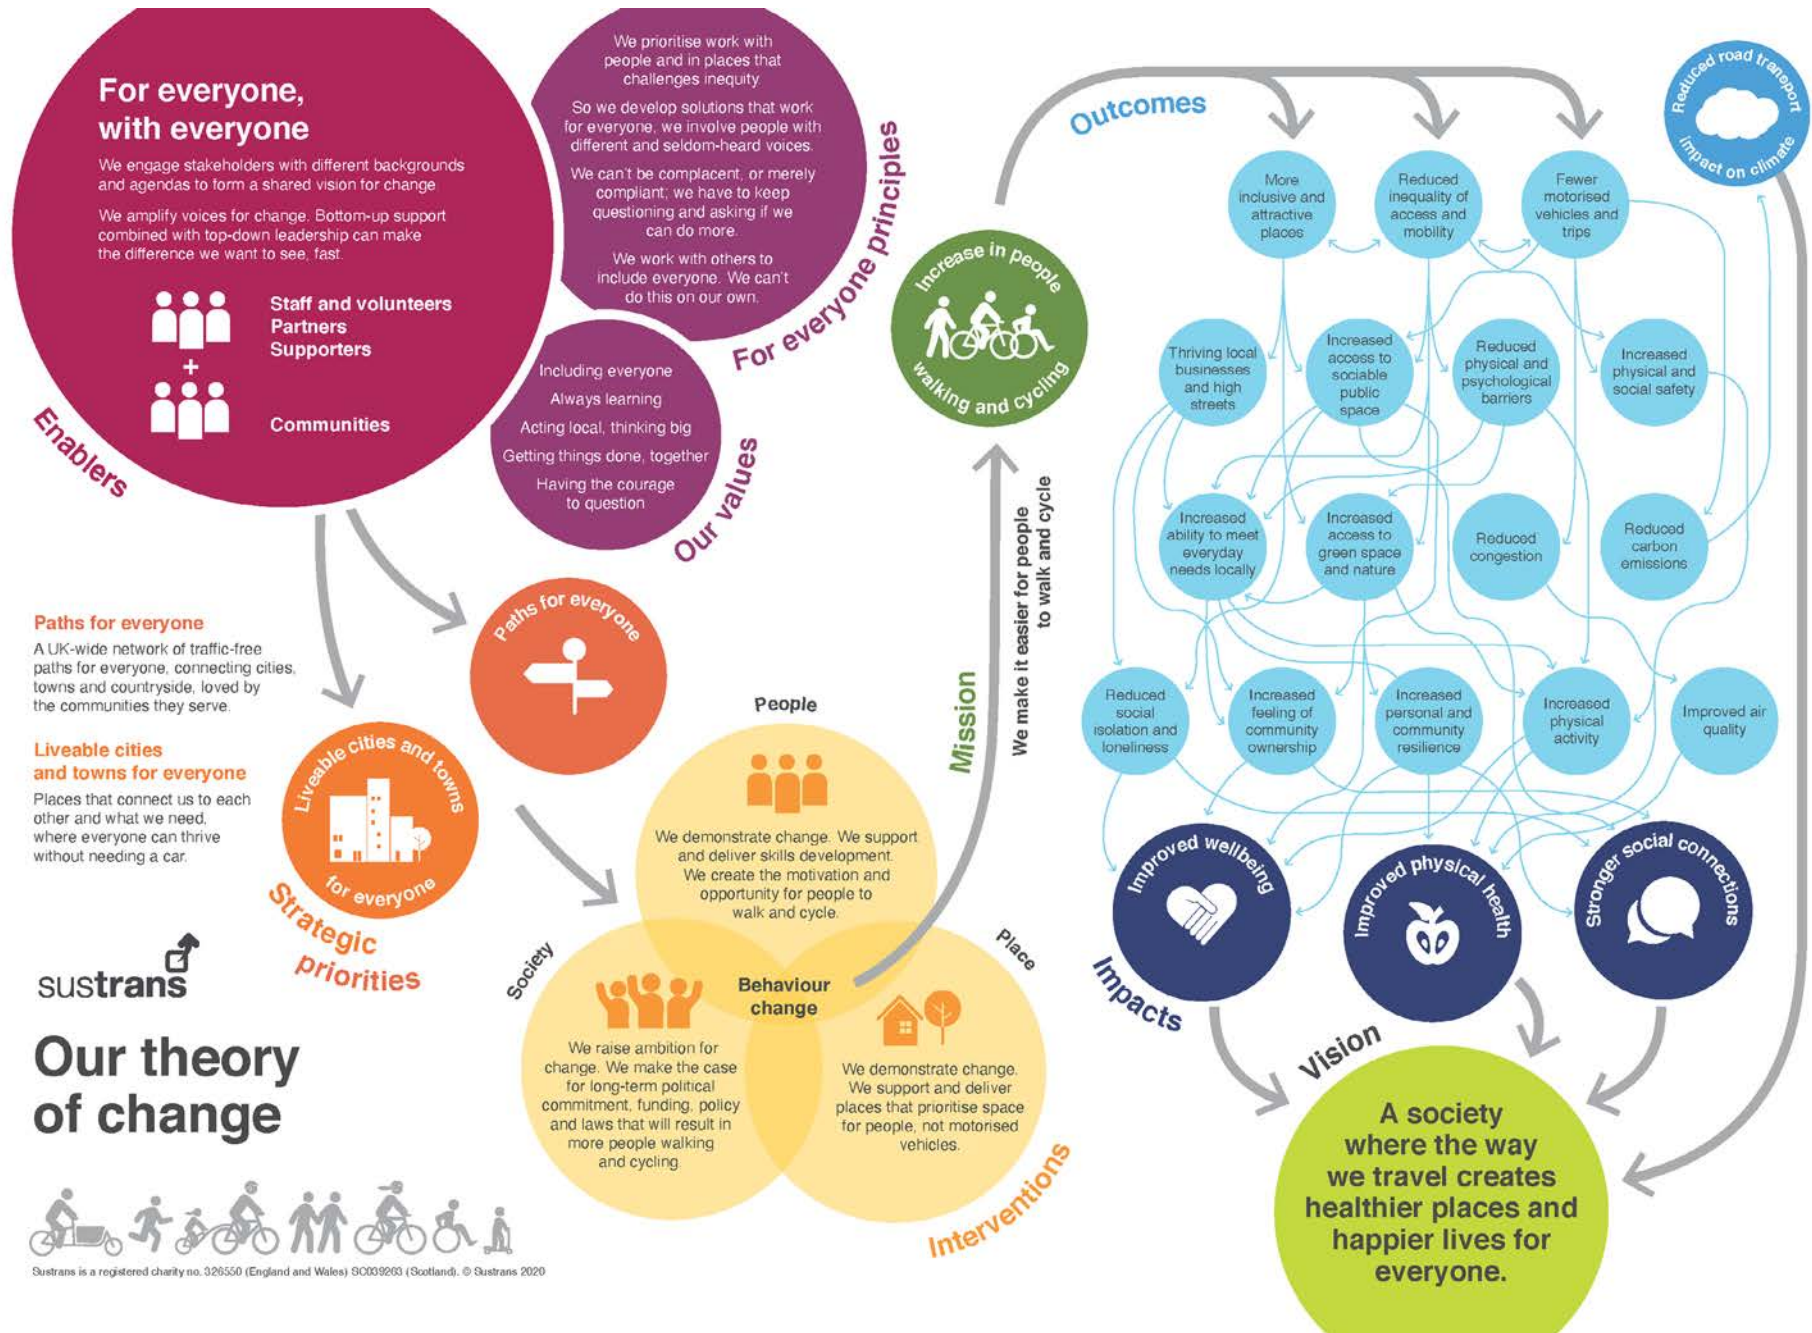 For everyone,
with everyone
We engage stakeholders with different backgrounds
and agendas to form a shared vision for change
We amplify voices for change. Bottom-up support
combined with top-down leadership can make
the difference we want to see, fast.
Staff and volunteers
Partners
Supporters
+
Communities
Enablers
We prioritise work with
people and in places that
challenges inequity
So we develop solutions that work
for everyone, we involve people with
different and seldom-heard voices.
We can't be complacent, or merely
compliant; we have to keep
questioning and asking if we
can do more.
We work with others to
include everyone. We can't
do this on our own.
For everyone principles
Including everyone
Always learning
Acting local, thinking big
Getting things done, together
Having the courage
to question
Our values
Paths for everyone
A UK-wide network of traffic-free
paths for everyone, connecting cities,
towns and countryside, loved by
the communities they serve.
Liveable cities
and towns for everyone
Places that connect us to each
other and what we need,
where everyone can thrive
without needing a car.
Paths for everyone
Liveable cities and towns
for everyone
Strategic
priorities
sustrans
Our theory
of change
Sustrans is a registered charity no. 326550 (England and Wales) SC039263 (Scotland). © Sustrans 2020
People
We demonstrate change. We support
and deliver skills development.
We create the motivation and
opportunity for people to
walk and cycle.
Society
We raise ambition for
change. We make the case
for long-term political
commitment, funding, policy
and laws that will result in
more people walking
and cycling.
Behaviour
change
Place
We demonstrate change.
We support and deliver
places that prioritise space
for people, not motorised
vehicles.
Interventions
Mission
We make it easier for people
to walk and cycle
Increase in people
walking and cycling
Outcomes
More
inclusive and
attractive
places
Reduced
inequality of
access and
mobility
Fewer
motorised
vehicles and
trips
Reduced road transport
impact on climate
Thriving local
businesses
and high
streets
Increased
access to
sociable
public
space
Reduced
physical and
psychological
barriers
Increased
physical and
social safety
Increased
ability to meet
everyday
needs locally
Increased
access to
green space
and nature
Reduced
congestion
Reduced
carbon
emissions
Reduced
social
isolation and
loneliness
Increased
feeling of
community
ownership
Increased
personal and
community
resilience
Increased
physical
activity
Improved air
quality
Improved wellbeing
Improved physical health
Stronger social connections
Impacts
Vision
A society
where the way
we travel creates
healthier places and
happier lives for
everyone.